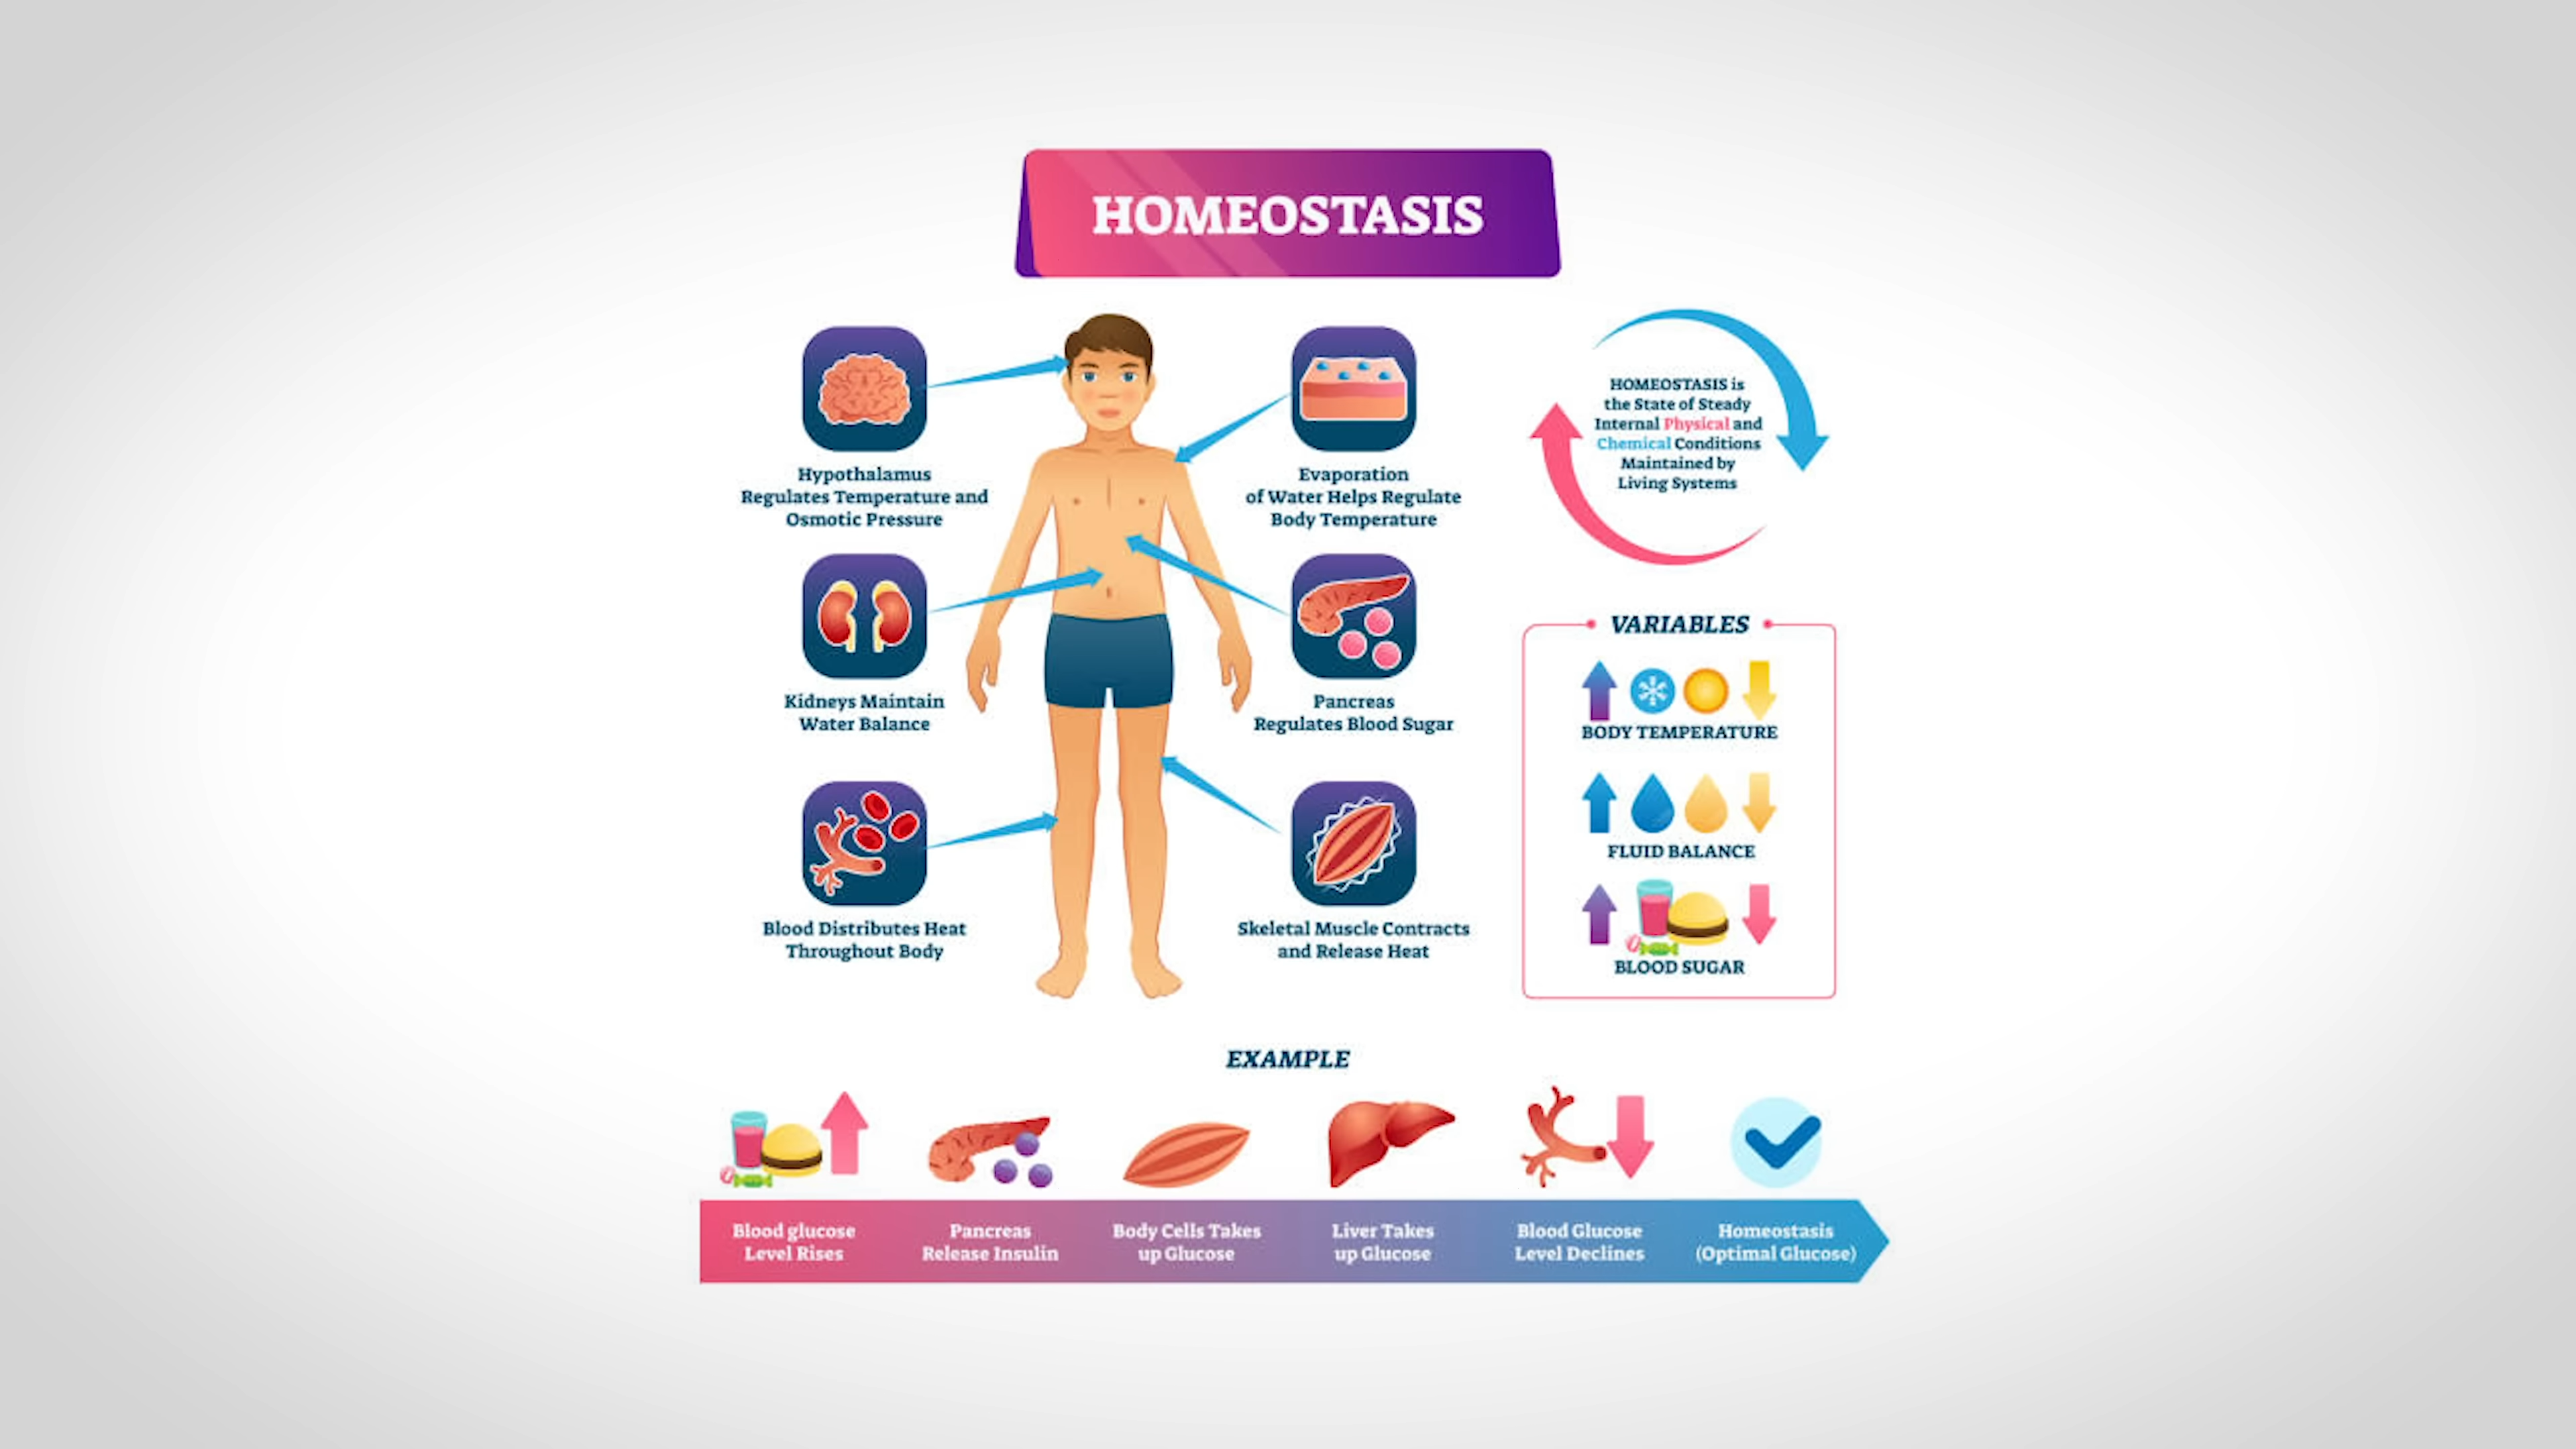 HOMEOSTASIS
Hypothalamus
Regulates Temperature and
Osmotic Pressure
Evaporation
of Water Helps Regulate
Body Temperature
HOMEOSTASIS is
the State of Steady
Internal Physical and
Chemical Conditions
Maintained by
Living Systems
Kidneys Maintain
Water Balance
Pancreas
Regulates Blood Sugar
Blood Distributes Heat
Throughout Body
Skeletal Muscle Contracts
and Release Heat
VARIABLES
BODY TEMPERATURE
FLUID BALANCE
BLOOD SUGAR
EXAMPLE
Blood glucose
Level Rises
Pancreas
Release Insulin
Body Cells Takes
up Glucose
Liver Takes
up Glucose
Blood Glucose
Level Declines
Homeostasis
(Optimal Glucose)